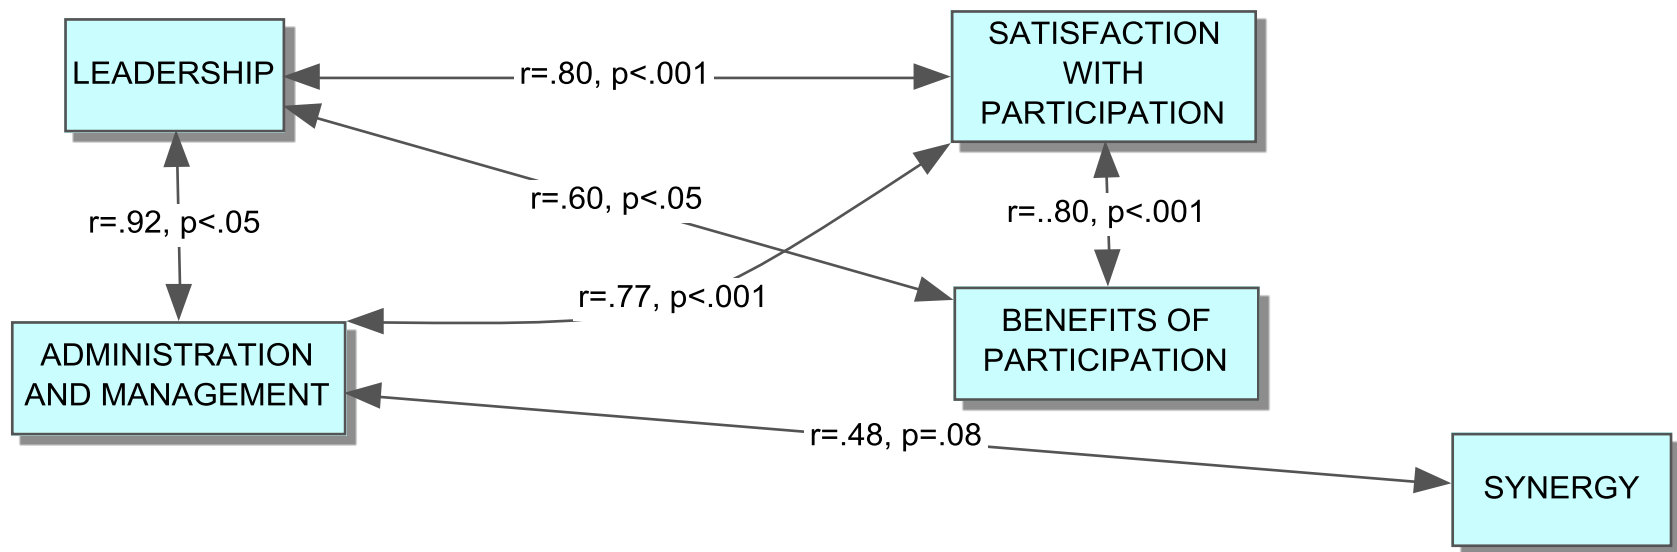 LEADERSHIP
r=.80, p<.001
SATISFACTION
WITH
PARTICIPATION
r=.60, p<.05
r=..80, p<.001
r=.92, p<.05
r=.77, p<.001
BENEFITS OF
PARTICIPATION
ADMINISTRATION
AND MANAGEMENT
r=.48, p=.08
SYNERGY